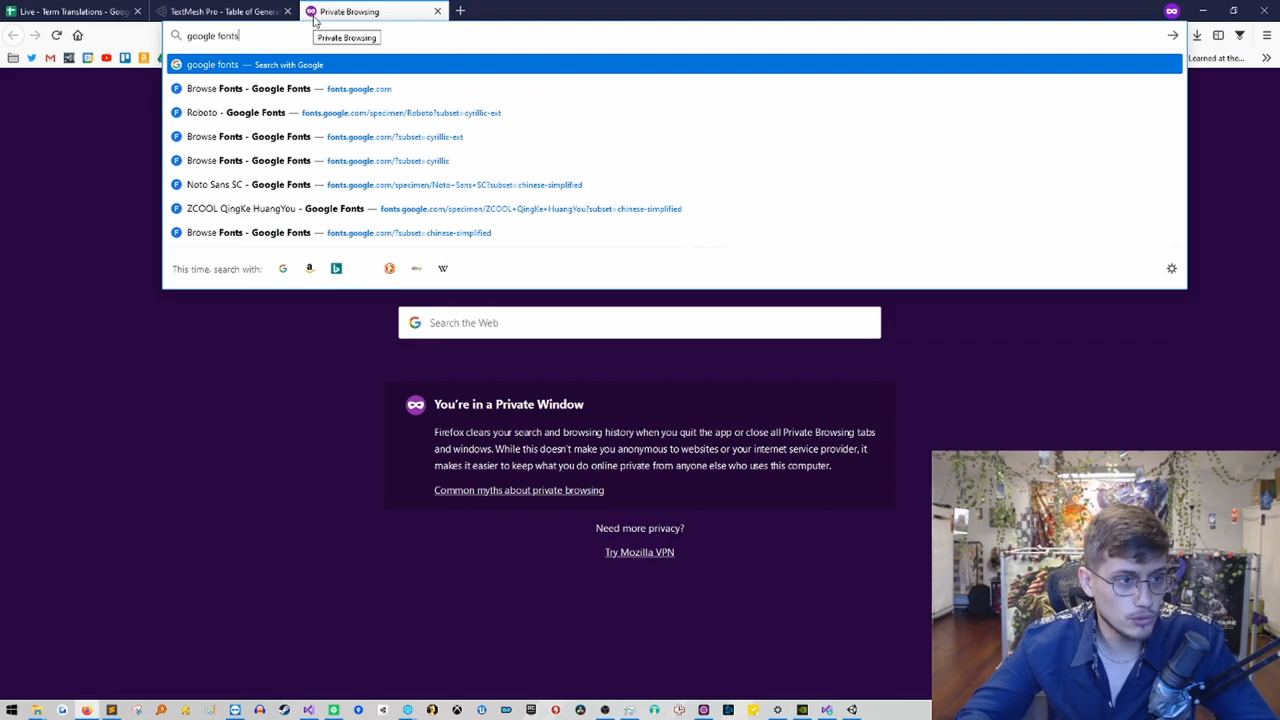 Live - Term Translations - Goog
TextMesh Pro - Table of Genera
Private Browsing
google fonts
Private Browsing
google fonts — Search with Google
Browse Fonts - Google Fonts — fonts.google.com
Roboto - Google Fonts — fonts.google.com/specimen/Roboto?subset=cyrillic-ext
Browse Fonts - Google Fonts — fonts.google.com/?subset=cyrillic-ext
Browse Fonts - Google Fonts — fonts.google.com/?subset=cyrillic
Noto Sans SC - Google Fonts — fonts.google.com/specimen/Noto+Sans+SC?subset=chinese-simplified
ZCOOL QingKe HuangYou - Google Fonts — fonts.google.com/specimen/ZCOOL+QingKe+HuangYou?subset=chinese-simplified
Browse Fonts - Google Fonts — fonts.google.com/?subset=chinese-simplified
Learned at the...
This time, search with:
Search the Web
You're in a Private Window
Firefox clears your search and browsing history when you quit the app or close all Private Browsing tabs
and windows. While this doesn't make you anonymous to websites or your internet service provider, it
makes it easier to keep what you do online private from anyone else who uses this computer.
Common myths about private browsing
Need more privacy?
Try Mozilla VPN